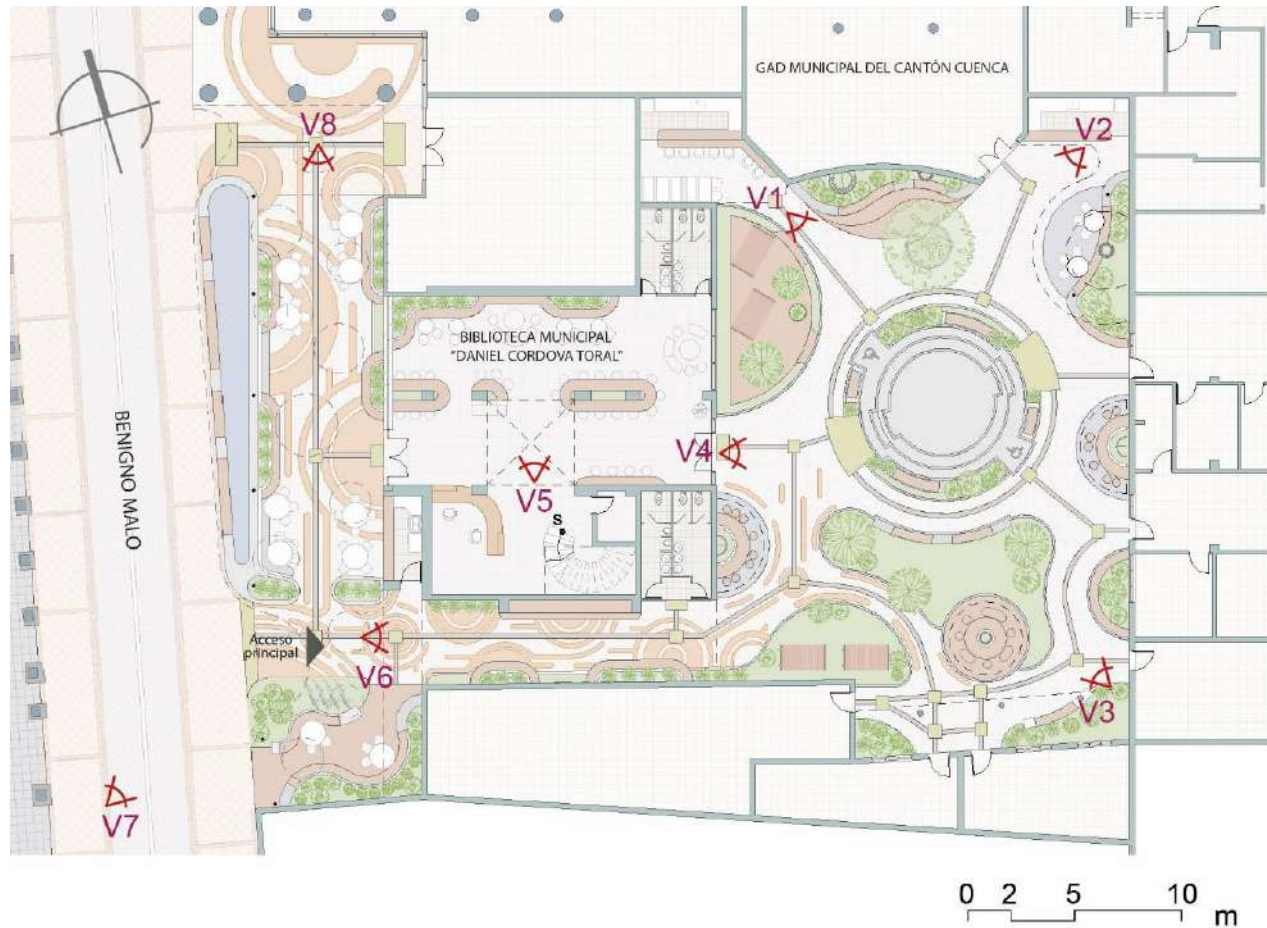 GAD MUNICIPAL DEL CANTÓN CUENCA
V8
V2
V1
BIBLIOTECA MUNICIPAL
"DANIEL CORDOVA TORAL"
BENIGNO MALO
V4
V5
S
Acceso
principal
V6
V3
V7
0 2 5 10
m